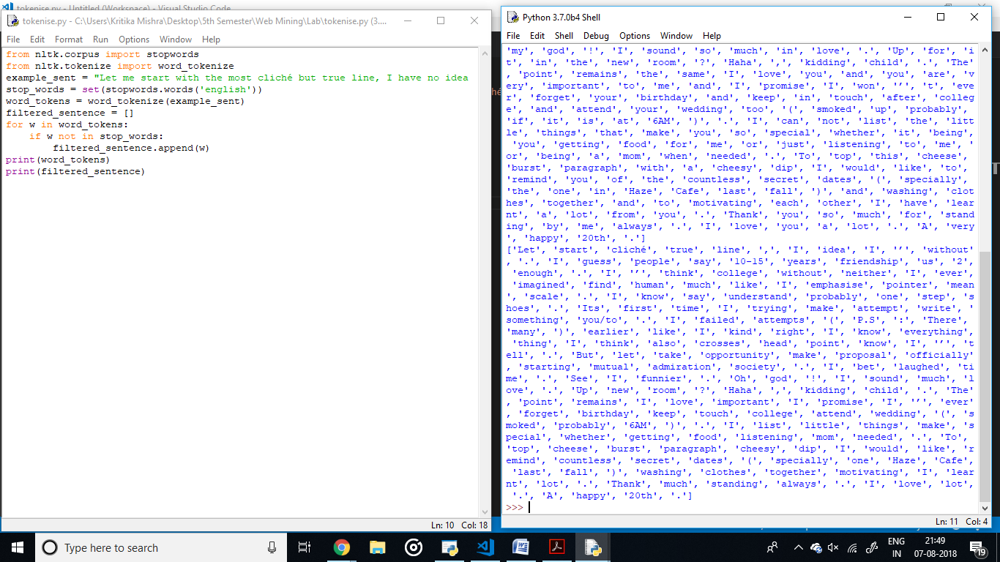 tokenise.py - Untitled (Workspace) - Visual Studio Code
tokenise.py - C:\Users\Kritika Mishra\Desktop\5th Semester\Web Mining\Lab\tokenise.py (3....
File Edit Format Run Options Window Help
from nltk.corpus import stopwords
from nltk.tokenize import word_tokenize
example_sent = "Let me start with the most cliché but true line, I have no idea
stop_words = set(stopwords.words('english'))
word_tokens = word_tokenize(example_sent)
filtered_sentence = []
for w in word_tokens:
    if w not in stop_words:
        filtered_sentence.append(w)
print(word_tokens)
print(filtered_sentence)
Ln: 10 Col: 18
Python 3.7.0b4 Shell
File Edit Shell Debug Options Window Help
'my', 'god', '!', 'I', 'sound', 'so', 'much', 'in', 'love', '.', 'Up', 'for', 'i
t', 'in', 'the', 'new', 'room', '?', 'Haha', ',', 'kidding', 'child', '.', 'The'
, 'point', 'remains', 'the', 'same', 'I', 'love', 'you', 'and', 'you', 'are', 'v
ery', 'important', 'to', 'me', 'and', 'I', 'promise', 'I', 'won', '’', 't', 'eve
r', 'forget', 'your', 'birthday', 'and', 'keep', 'in', 'touch', 'after', 'colleg
e', 'and', 'attend', 'your', 'wedding', 'too', '(', 'smoked', 'up', 'probably',
'if', 'it', 'is', 'at', '6AM', ')', '.', 'I', 'can', 'not', 'list', 'the', 'litt
le', 'things', 'that', 'make', 'you', 'so', 'special', 'whether', 'it', 'being',
'you', 'getting', 'food', 'for', 'me', 'or', 'just', 'listening', 'to', 'me', '
or', 'being', 'a', 'mom', 'when', 'needed', '.', 'To', 'top', 'this', 'cheese',
'burst', 'paragraph', 'with', 'a', 'cheesy', 'dip', 'I', 'would', 'like', 'to',
'remind', 'you', 'of', 'the', 'countless', 'secret', 'dates', '(', 'specially',
'the', 'one', 'in', 'Haze', 'Cafe', 'last', 'fall', ')', 'and', 'washing', 'clot
hes', 'together', 'and', 'to', 'motivating', 'each', 'other', 'I', 'have', 'lear
nt', 'a', 'lot', 'from', 'you', '.', 'Thank', 'you', 'so', 'much', 'for', 'stand
ing', 'by', 'me', 'always', '.', 'I', 'love', 'you', 'a', 'lot', '.', 'A', 'very
', 'happy', '20th', '.']
['Let', 'start', 'cliché', 'true', 'line', ',', 'I', 'idea', 'I', '’', 'without'
, '.', 'I', 'guess', 'people', 'say', '10-15', 'years', 'friendship', 'us', '2',
'enough', '.', 'I', '’', 'think', 'college', 'without', 'neither', 'I', 'ever',
'imagined', 'find', 'human', 'much', 'like', 'I', 'emphasise', 'pointer', 'mean'
, 'scale', '.', 'I', 'know', 'say', 'understand', 'probably', 'one', 'step', 's
hoes', '.', 'Its', 'first', 'time', 'I', 'trying', 'make', 'attempt', 'write', '
something', 'you/to', '.', 'I', 'failed', 'attempts', '(', 'P.S', ':', 'There',
'many', ')', 'earlier', 'like', 'I', 'kind', 'right', 'I', 'know', 'everything',
'thing', 'I', 'think', 'also', 'crosses', 'head', 'point', 'know', 'I', '’', 't
ell', '.', 'But', 'let', 'take', 'opportunity', 'make', 'proposal', 'officially'
, 'starting', 'mutual', 'admiration', 'society', '.', 'I', 'bet', 'laughed', 'ti
me', '.', 'See', 'I', 'funnier', '.', 'Oh', 'god', '!', 'I', 'sound', 'much', 'l
ove', '.', 'Up', 'new', 'room', '?', 'Haha', ',', 'kidding', 'child', '.', 'The'
, 'point', 'remains', 'I', 'love', 'important', 'I', 'promise', 'I', '’', 'ever'
, 'forget', 'birthday', 'keep', 'touch', 'college', 'attend', 'wedding', '(', 's
moked', 'probably', '6AM', ')', '.', 'I', 'list', 'little', 'things', 'make', 's
pecial', 'whether', 'getting', 'food', 'listening', 'mom', 'needed', '.', 'To',
'top', 'cheese', 'burst', 'paragraph', 'cheesy', 'dip', 'I', 'would', 'like', 'r
emind', 'countless', 'secret', 'dates', '(', 'specially', 'one', 'Haze', 'Cafe',
'last', 'fall', ')', 'washing', 'clothes', 'together', 'motivating', 'I', 'lear
nt', 'lot', '.', 'Thank', 'much', 'standing', 'always', '.', 'I', 'love', 'lot',
'.', 'A', 'happy', '20th', '.']
>>>
Ln: 11 Col: 4
Type here to search
ENG
IN
21:49
07-08-2018
19